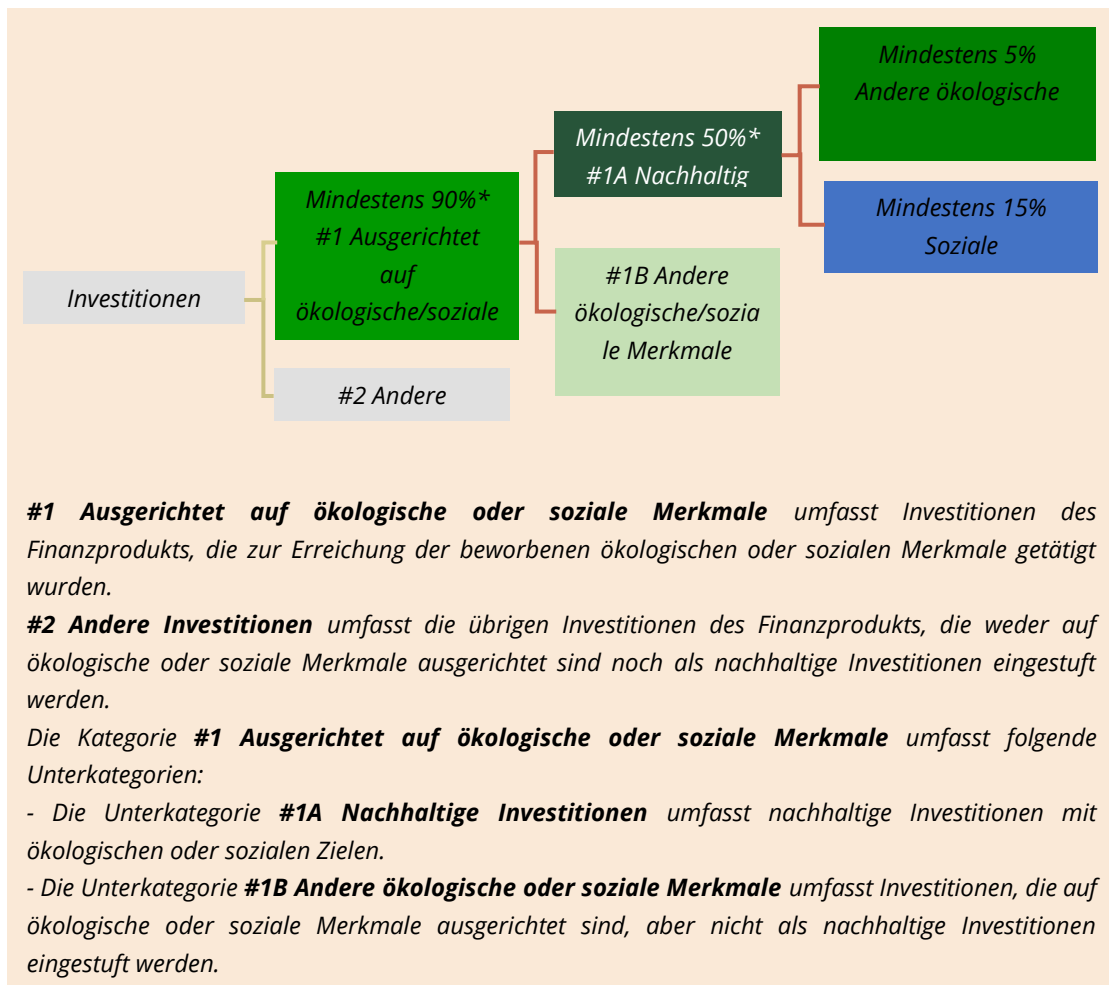 Mindestens 5%
Andere ökologische
Mindestens 50%*
#1A Nachhaltig
Mindestens 15%
Soziale
Mindestens 90%*
#1 Ausgerichtet
auf
ökologische/soziale
#1B Andere
ökologische/sozia
le Merkmale
Investitionen
#2 Andere
#1 Ausgerichtet auf ökologische oder soziale Merkmale umfasst Investitionen des
Finanzprodukts, die zur Erreichung der beworbenen ökologischen oder sozialen Merkmale getätigt
wurden.
#2 Andere Investitionen umfasst die übrigen Investitionen des Finanzprodukts, die weder auf
ökologische oder soziale Merkmale ausgerichtet sind noch als nachhaltige Investitionen eingestuft
werden.
Die Kategorie #1 Ausgerichtet auf ökologische oder soziale Merkmale umfasst folgende
Unterkategorien:
- Die Unterkategorie #1A Nachhaltige Investitionen umfasst nachhaltige Investitionen mit
ökologischen oder sozialen Zielen.
- Die Unterkategorie #1B Andere ökologische oder soziale Merkmale umfasst Investitionen, die auf
ökologische oder soziale Merkmale ausgerichtet sind, aber nicht als nachhaltige Investitionen
eingestuft werden.